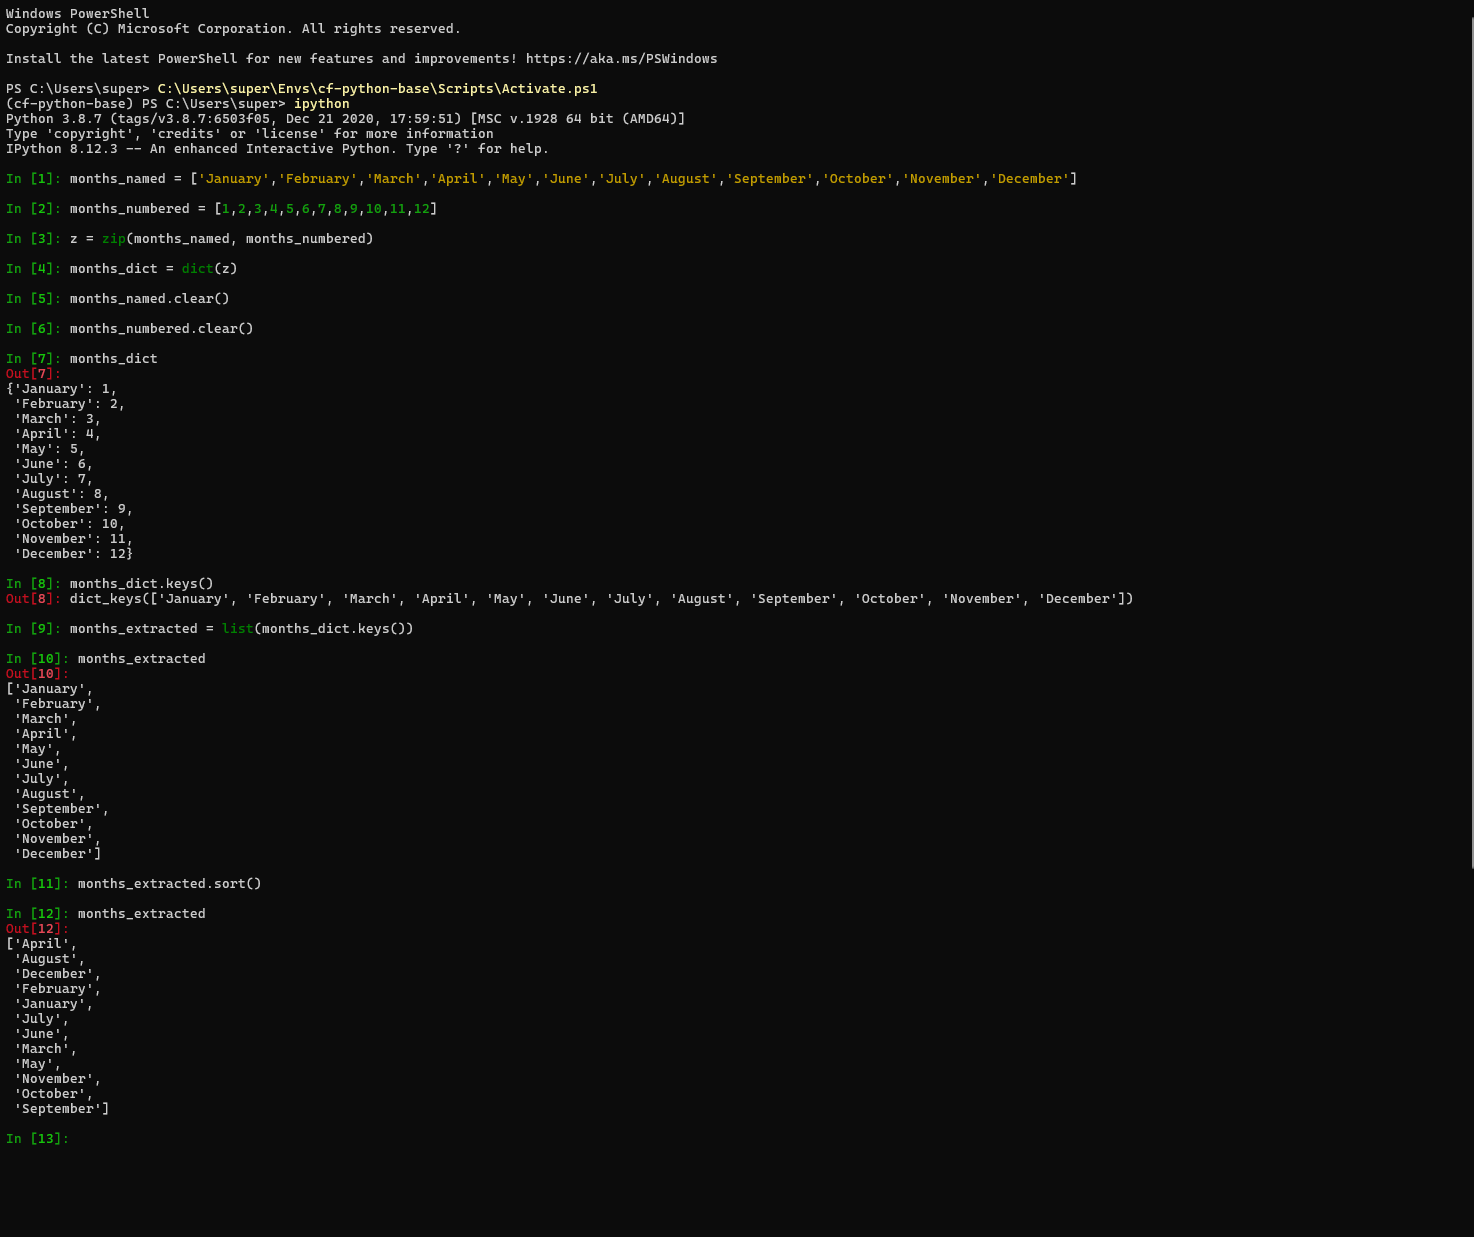 Windows PowerShell
Copyright (C) Microsoft Corporation. All rights reserved.
Install the latest PowerShell for new features and improvements! https://aka.ms/PSWindows
PS C:\Users\super> C:\Users\super\Envs\cf-python-base\Scripts\Activate.ps1
(cf-python-base) PS C:\Users\super> ipython
Python 3.8.7 (tags/v3.8.7:6503f05, Dec 21 2020, 17:59:51) [MSC v.1928 64 bit (AMD64)]
Type 'copyright', 'credits' or 'license' for more information
IPython 8.12.3 -- An enhanced Interactive Python. Type '?' for help.
In [1]: months_named = ['January','February','March','April','May','June','July','August','September','October','November','December']
In [2]: months_numbered = [1,2,3,4,5,6,7,8,9,10,11,12]
In [3]: z = zip(months_named, months_numbered)
In [4]: months_dict = dict(z)
In [5]: months_named.clear()
In [6]: months_numbered.clear()
In [7]: months_dict
Out[7]:
{'January': 1,
 'February': 2,
 'March': 3,
 'April': 4,
 'May': 5,
 'June': 6,
 'July': 7,
 'August': 8,
 'September': 9,
 'October': 10,
 'November': 11,
 'December': 12}
In [8]: months_dict.keys()
Out[8]: dict_keys(['January', 'February', 'March', 'April', 'May', 'June', 'July', 'August', 'September', 'October', 'November', 'December'])
In [9]: months_extracted = list(months_dict.keys())
In [10]: months_extracted
Out[10]:
['January',
 'February',
 'March',
 'April',
 'May',
 'June',
 'July',
 'August',
 'September',
 'October',
 'November',
 'December']
In [11]: months_extracted.sort()
In [12]: months_extracted
Out[12]:
['April',
 'August',
 'December',
 'February',
 'January',
 'July',
 'June',
 'March',
 'May',
 'November',
 'October',
 'September']
In [13]: